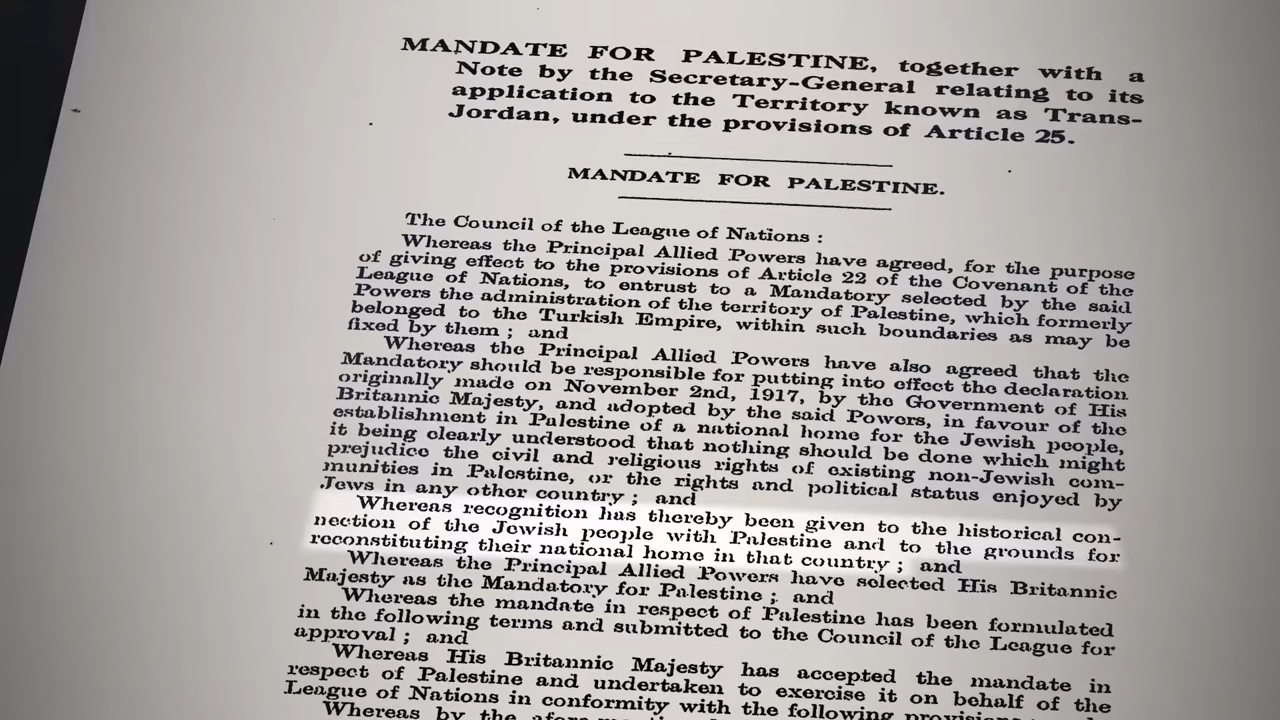 MANDATE FOR PALESTINE, together with a
Note by the Secretary-General relating to its
application to the Territory known as Trans-
Jordan, under the provisions of Article 25.
MANDATE FOR PALESTINE.
The Council of the League of Nations :
Whereas the Principal Allied Powers have agreed, for the purpose
of giving effect to the provisions of Article 22 of the Covenant of the
League of Nations, to entrust to a Mandatory selected by the said
Powers the administration of the territory of Palestine, which formerly
belonged to the Turkish Empire, within such boundaries as may be
fixed by them ; and
Whereas the Principal Allied Powers have also agreed that the
Mandatory should be responsible for putting into effect the declaration
originally made on November 2nd, 1917, by the Government of His
Britannic Majesty, and adopted by the said Powers, in favour of the
establishment in Palestine of a national home for the Jewish people,
it being clearly understood that nothing should be done which might
prejudice the civil and religious rights of existing non-Jewish com-
munities in Palestine, or the rights and political status enjoyed by
Jews in any other country ; and
Whereas recognition has thereby been given to the historical con-
nection of the Jewish people with Palestine and to the grounds for
reconstituting their national home in that country ; and
Whereas the Principal Allied Powers have selected His Britannic
Majesty as the Mandatory for Palestine ; and
Whereas the mandate in respect of Palestine has been formulated
in the following terms and submitted to the Council of the League for
approval ; and
Whereas His Britannic Majesty has accepted the mandate in
respect of Palestine and undertaken to exercise it on behalf of the
League of Nations in conformity with the following provisions
Whereas by the